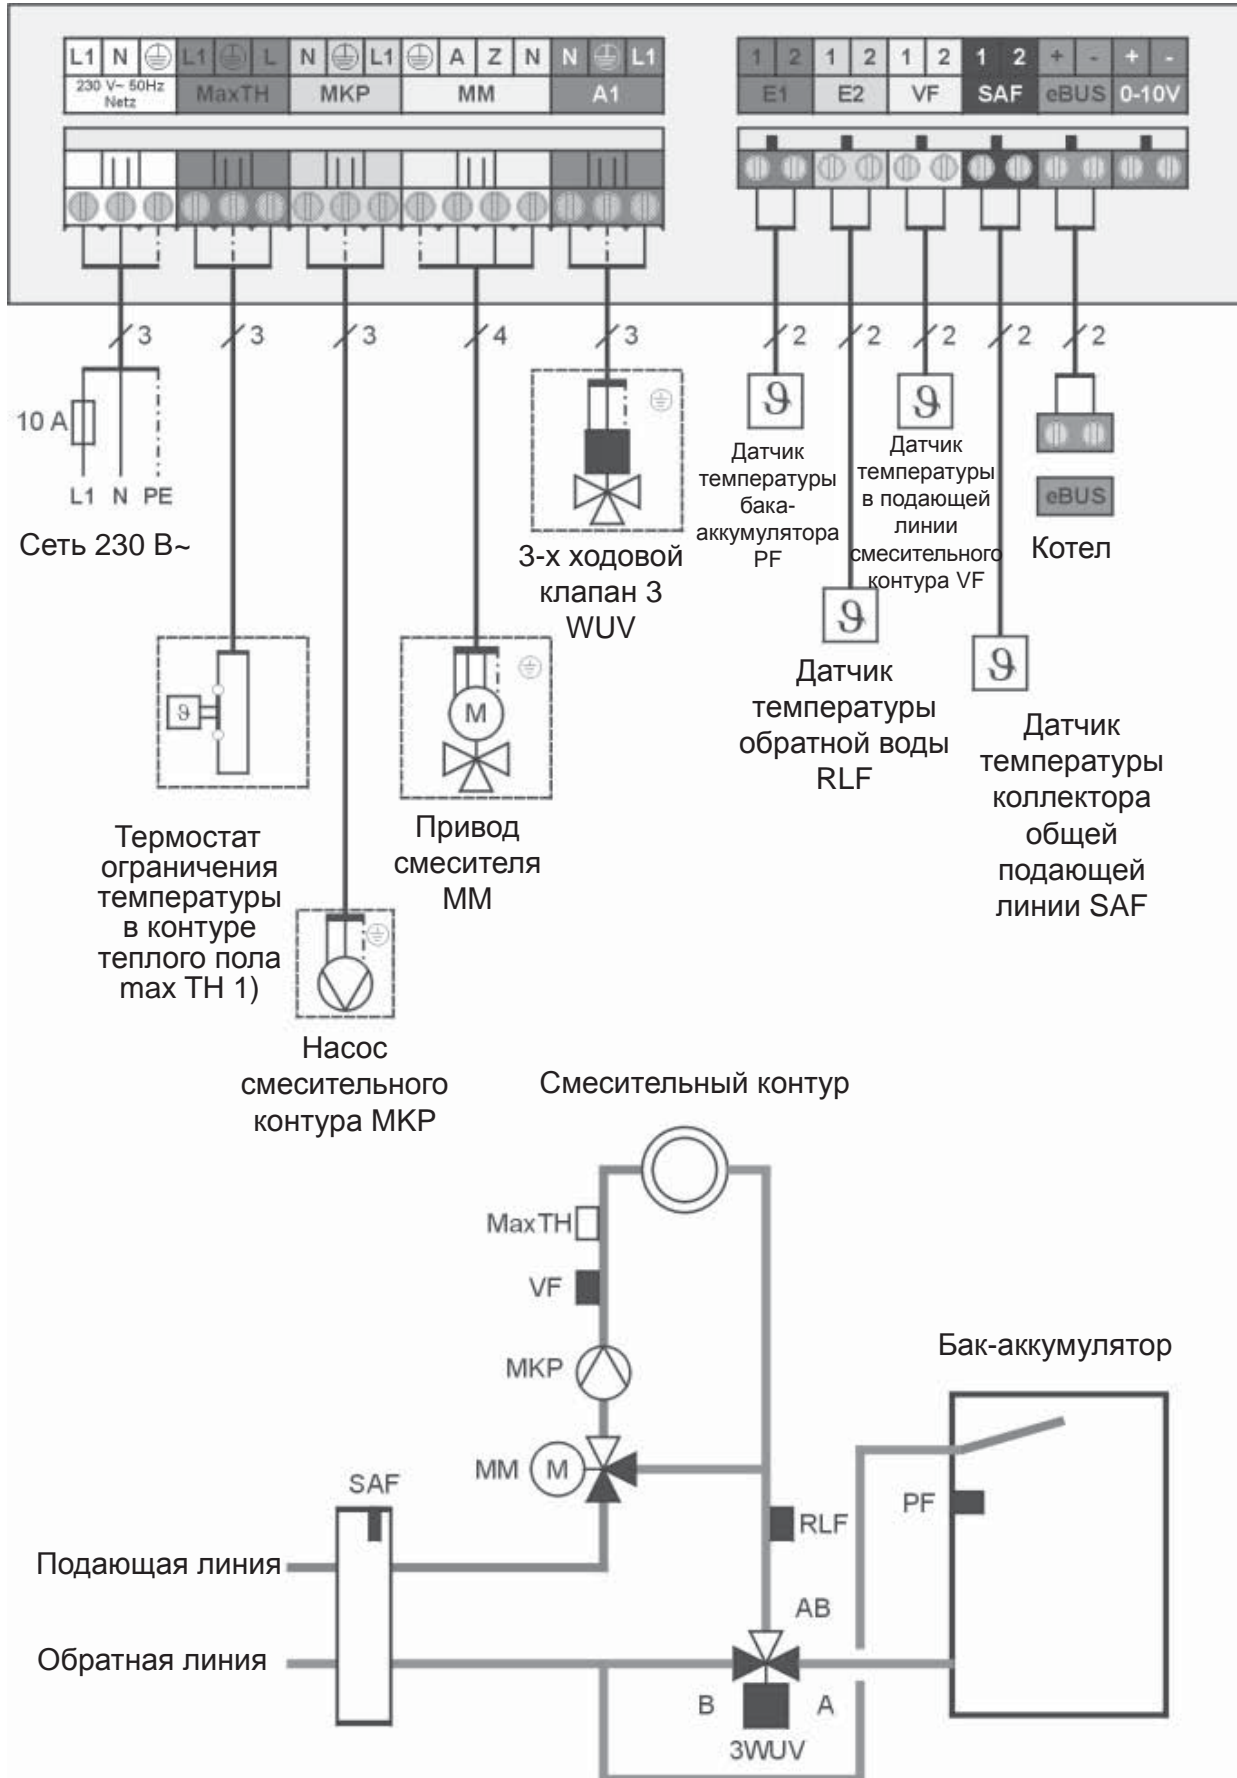 L1 N L1 L N L1 A Z N N L1
230 V~ 50Hz
Netz
MaxTH MKP MM A1
1 2 1 2 1 2 1 2 + - + -
E1 E2 VF SAF eBUS 0-10V
3 3 3 4 3 2 2 2 2 2
10 A
L1 N PE
Сеть 230 В~
3-х ходовой
клапан 3
WUV
Датчик
температуры
бака-
аккумулятора
PF
Датчик
температуры
в подающей
линии
смесительного
контура VF
eBUS
Котел
ϑ
ϑ
ϑ
ϑ
ϑ
M
Датчик
температуры
обратной воды
RLF
Датчик
температуры
коллектора
общей
подающей
линии SAF
Термостат
ограничения
температуры
в контуре
теплого пола
max TH 1)
Привод
смесителя
ММ
Насос
смесительного
контура МКР
Смесительный контур
MaxTH
VF
MKP
MM M
SAF
RLF
PF
Бак-аккумулятор
Подающая линия
Обратная линия
AB
B A
3WUV